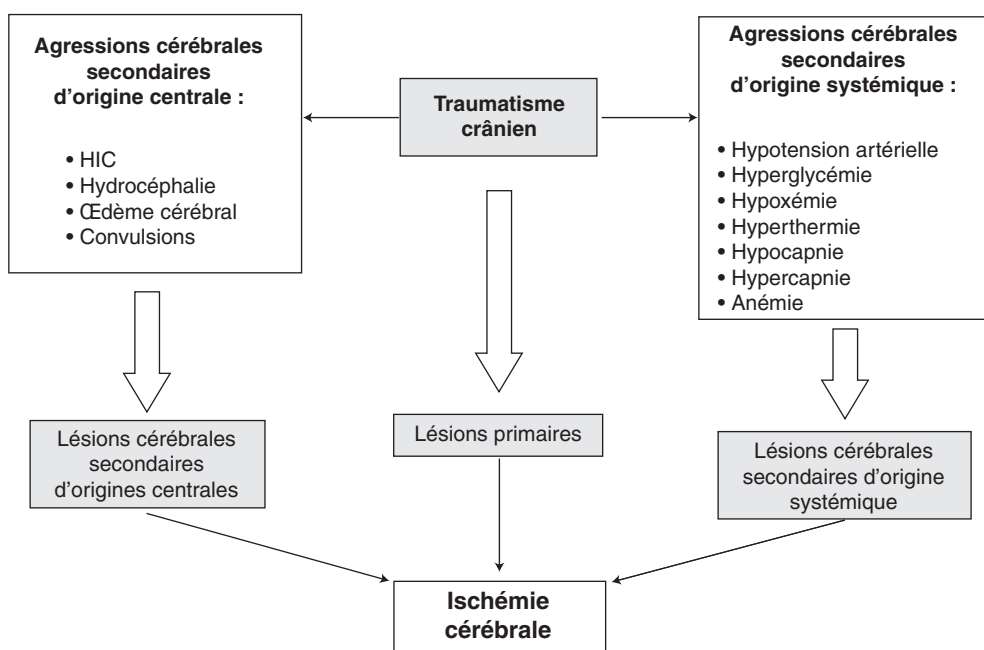 Agressions cérébrales
secondaires
d'origine centrale :
• HIC
• Hydrocéphalie
• Œdème cérébral
• Convulsions
Traumatisme
crânien
Agressions cérébrales
secondaires
d'origine systémique :
• Hypotension artérielle
• Hyperglycémie
• Hypoxémie
• Hyperthermie
• Hypocapnie
• Hypercapnie
• Anémie
Lésions cérébrales
secondaires
d'origines centrales
Lésions primaires
Lésions cérébrales
secondaires d'origine
systémique
Ischémie
cérébrale